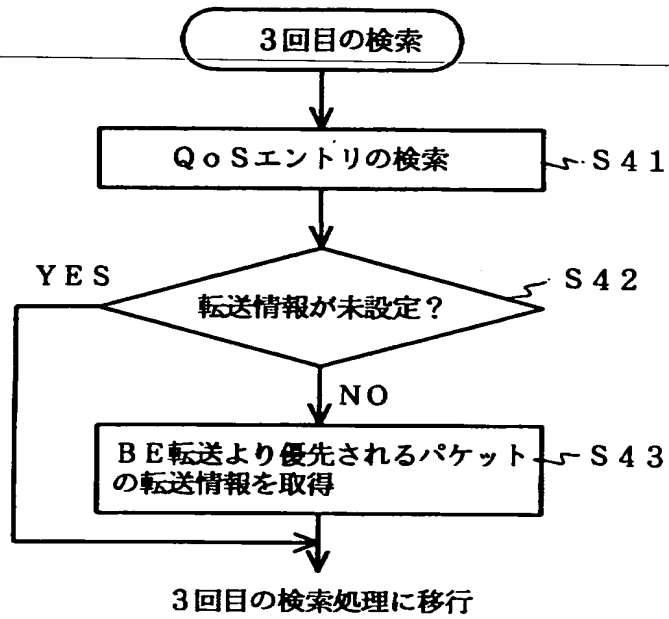 3回目の検索
QoSエントリの検索
S41
YES
S42
転送情報が未設定?
NO
BE転送より優先されるパケット
の転送情報を取得
S43
3回目の検索処理に移行